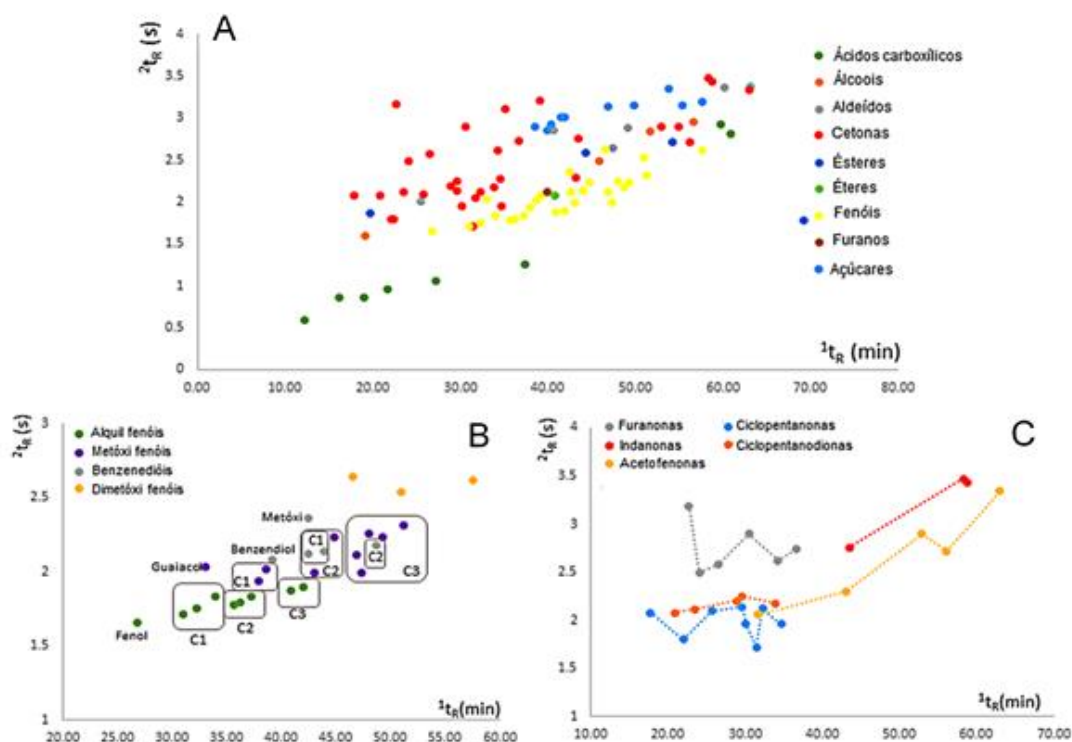 A
²tR (s)
4
3.5
3
2.5
2
1.5
1
0.5
0
0.00
10.00
20.00
30.00
40.00
50.00
60.00
70.00
80.00
¹tR (min)
Ácidos carboxílicos
Álcoois
Aldeídos
Cetonas
Ésteres
Éteres
Fenóis
Furanos
Açúcares
B
²tR (s)
3
2.5
2
1.5
1
Alquil fenóis
Metóxi fenóis
Benzenedióis
Dimetóxi fenóis
Metóxi
Benzendiol
Guaiacol
Fenol
C1
C2
C3
C1
C2
C1
C2
C3
20.00
25.00
30.00
35.00
40.00
45.00
50.00
55.00
60.00
¹tR(min)
C
²tR(s)
4
3.5
3
2.5
2
1.5
1
Furanonas
Indanonas
Acetofenonas
Ciclopentanonas
Ciclopentanodionas
10.00
20.00
30.00
40.00
50.00
60.00
70.00
¹tR(min)